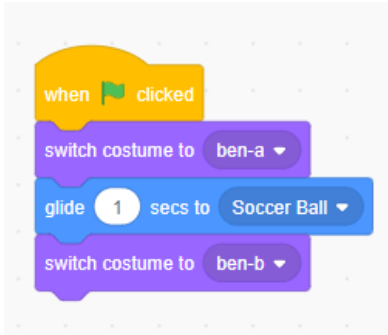 when clicked
switch costume to ben-a
glide 1 secs to Soccer Ball
switch costume to ben-b